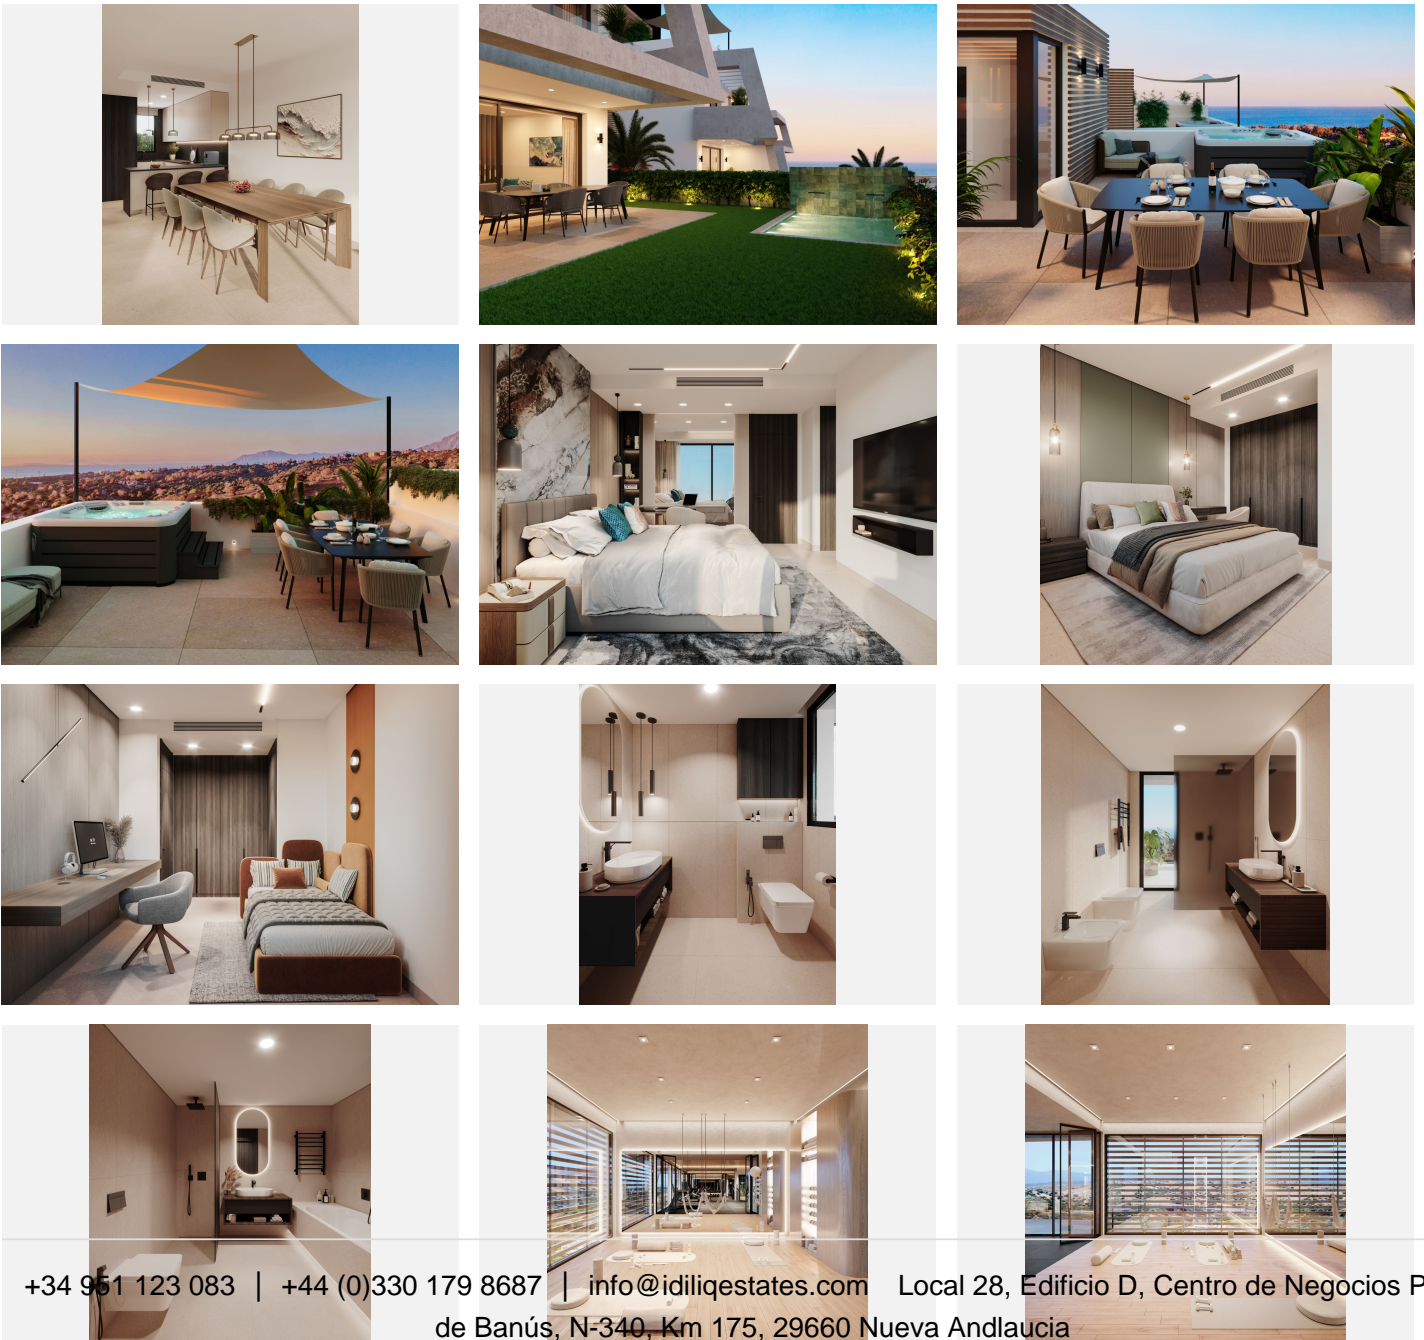 +34 951 123 083 | +44 (0)330 179 8687 | info@idiliqestates.com Local 28, Edificio D, Centro de Negocios P
de Banús, N-340, Km 175, 29660 Nueva Andlaucia